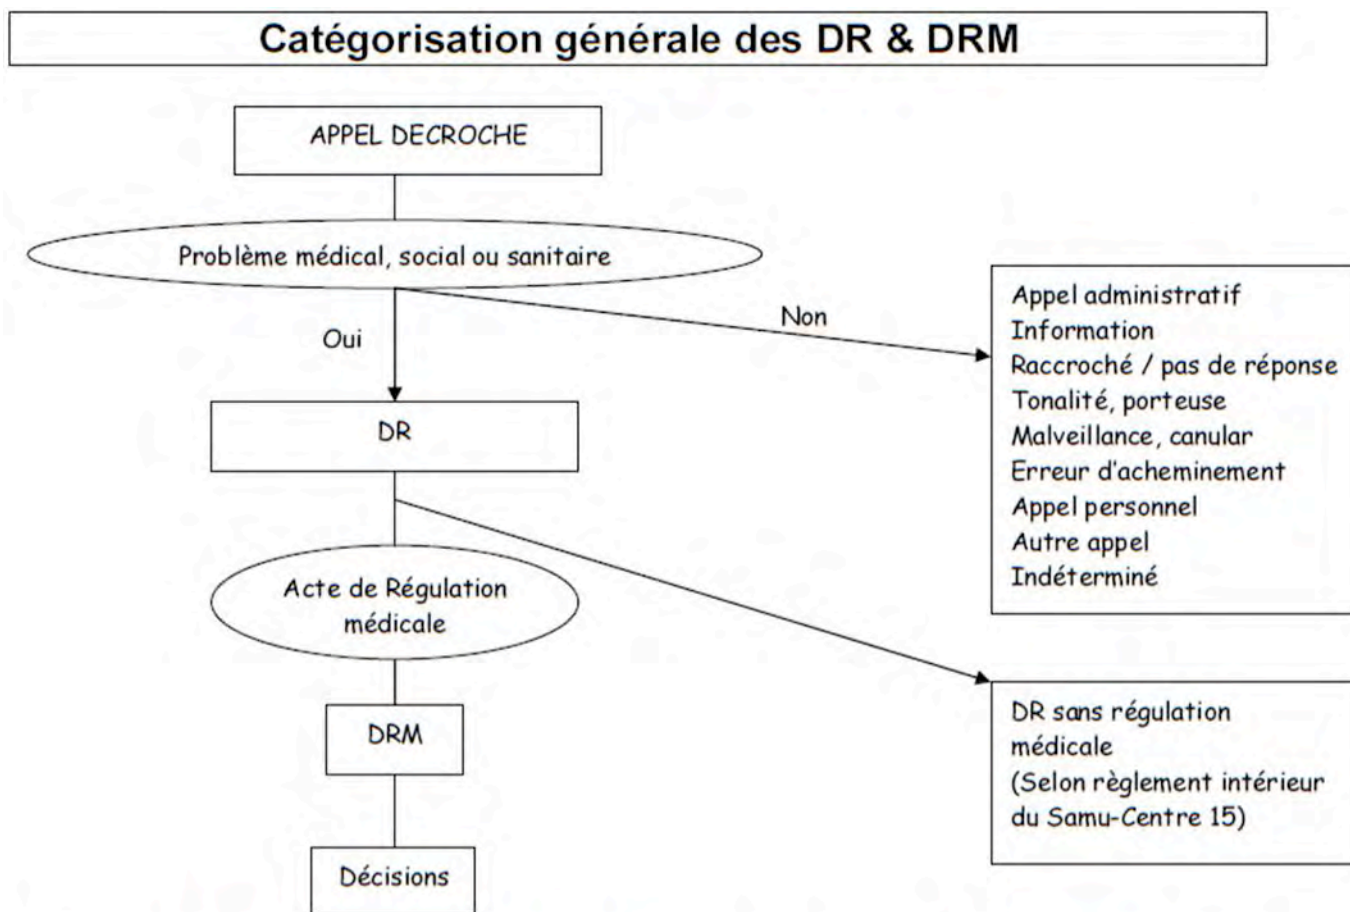 Catégorisation générale des DR & DRM
APPEL DECROCHE
Problème médical, social ou sanitaire
Oui
Non
Appel administratif
Information
Raccroché / pas de réponse
Tonalité, porteuse
Malveillance, canular
Erreur d'acheminement
Appel personnel
Autre appel
Indéterminé
DR
Acte de Régulation
médicale
DRM
DR sans régulation
médicale
(Selon règlement intérieur
du Samu-Centre 15)
Décisions